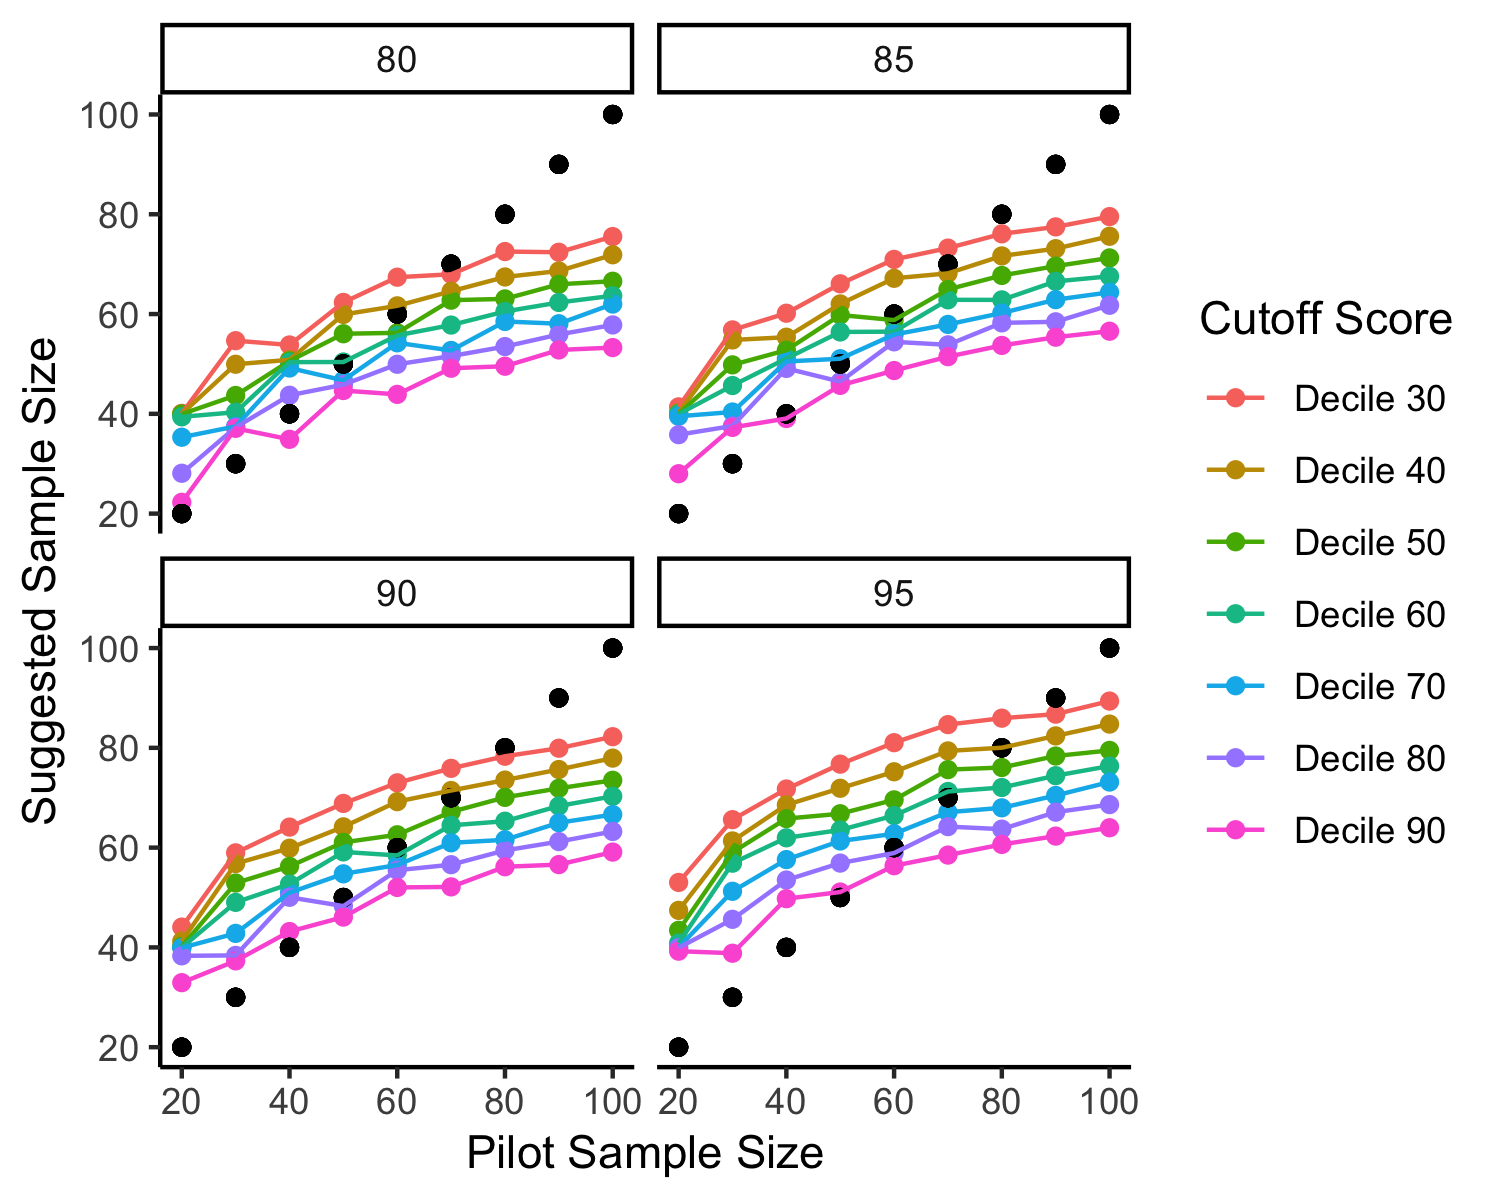 80
85
100
80
60
40
20
Suggested Sample Size
90
95
100
80
60
40
20
20 40 60 80 100
20 40 60 80 100
Pilot Sample Size
Cutoff Score
Decile 30
Decile 40
Decile 50
Decile 60
Decile 70
Decile 80
Decile 90